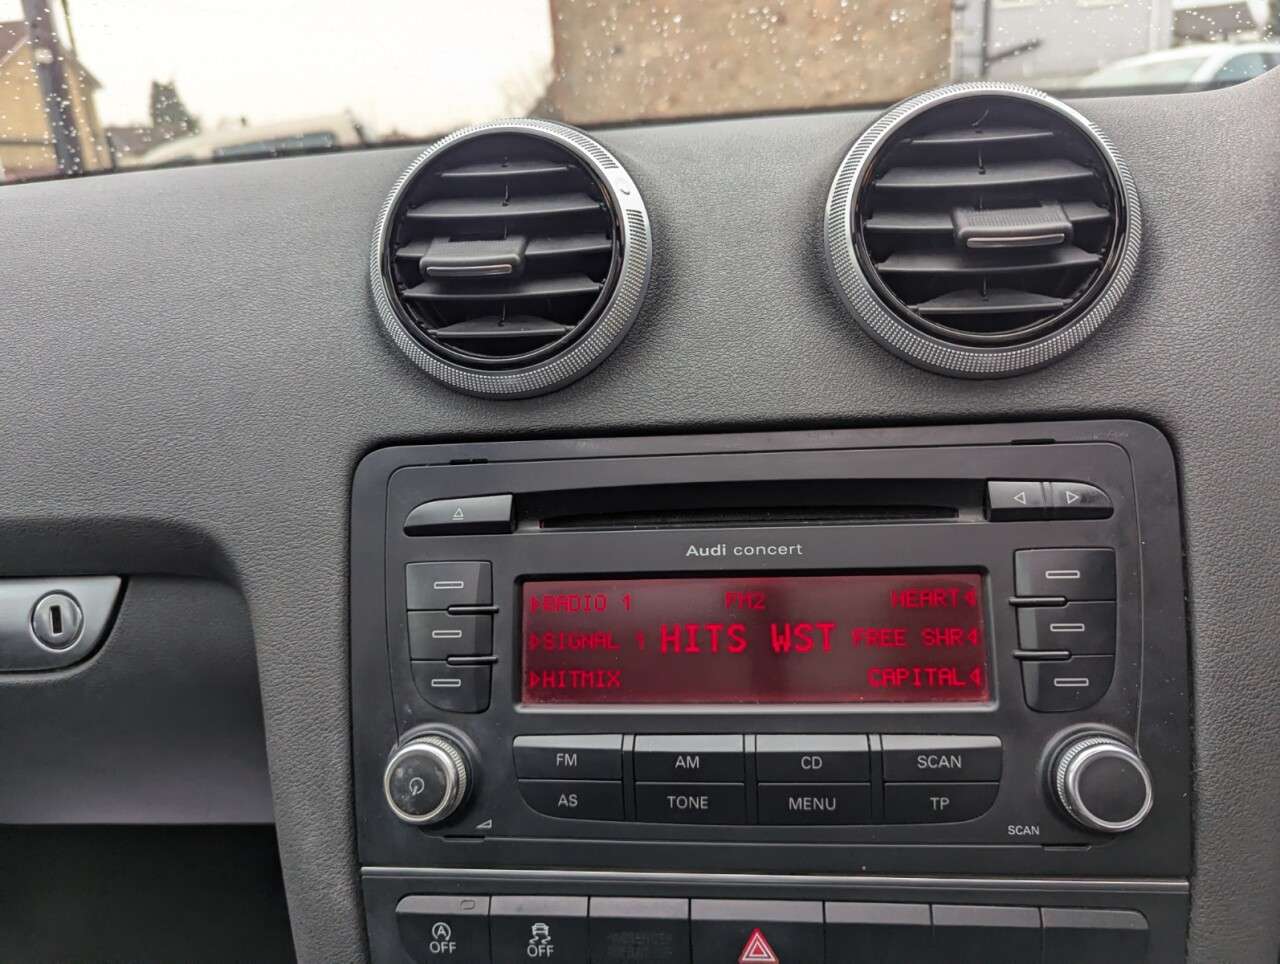 Audi concert
▷RADIO 1 FM2 HEART◁
▷SIGNAL 1 HITS WST FREE SHR◁
▷HITMIX CAPITAL◁
FM AM CD SCAN
AS TONE MENU TP
SCAN
A OFF OFF